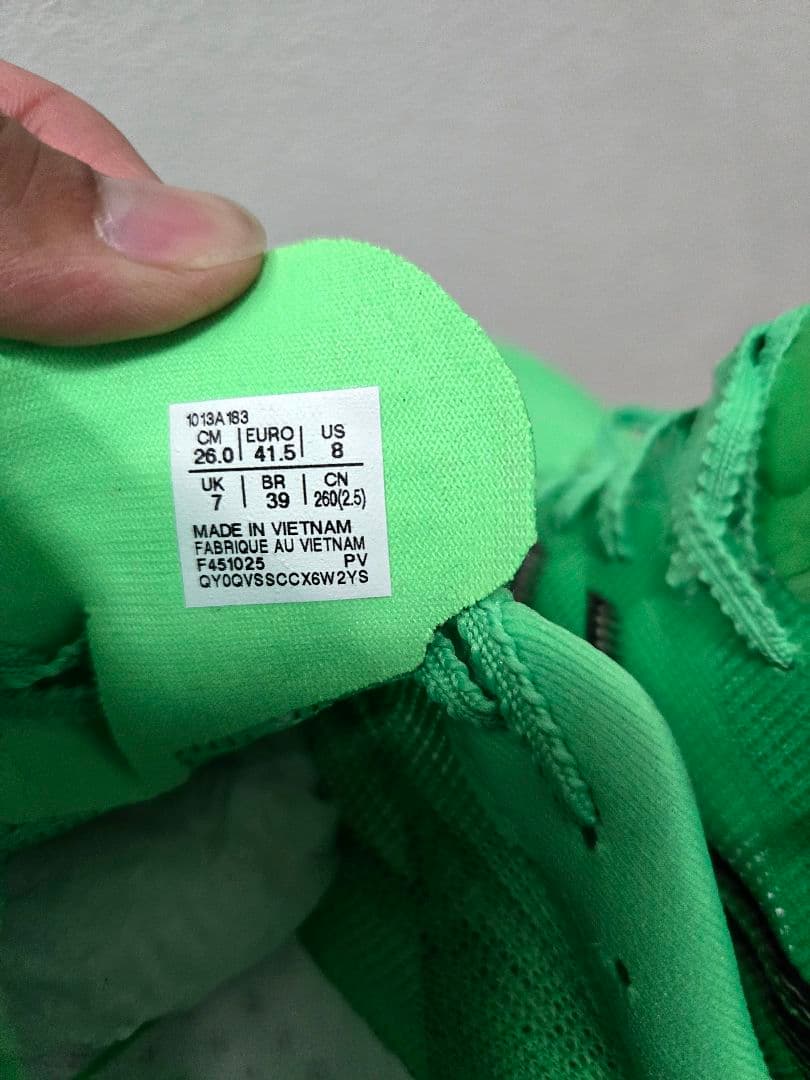 1013A183
CM | EURO | US
26.0 | 41.5 | 8
UK | BR | CN
7 | 39 | 260(2.5)
MADE IN VIETNAM
FABRIQUE AU VIETNAM
F451025 PV
QY0QVSSCCX6W2YS